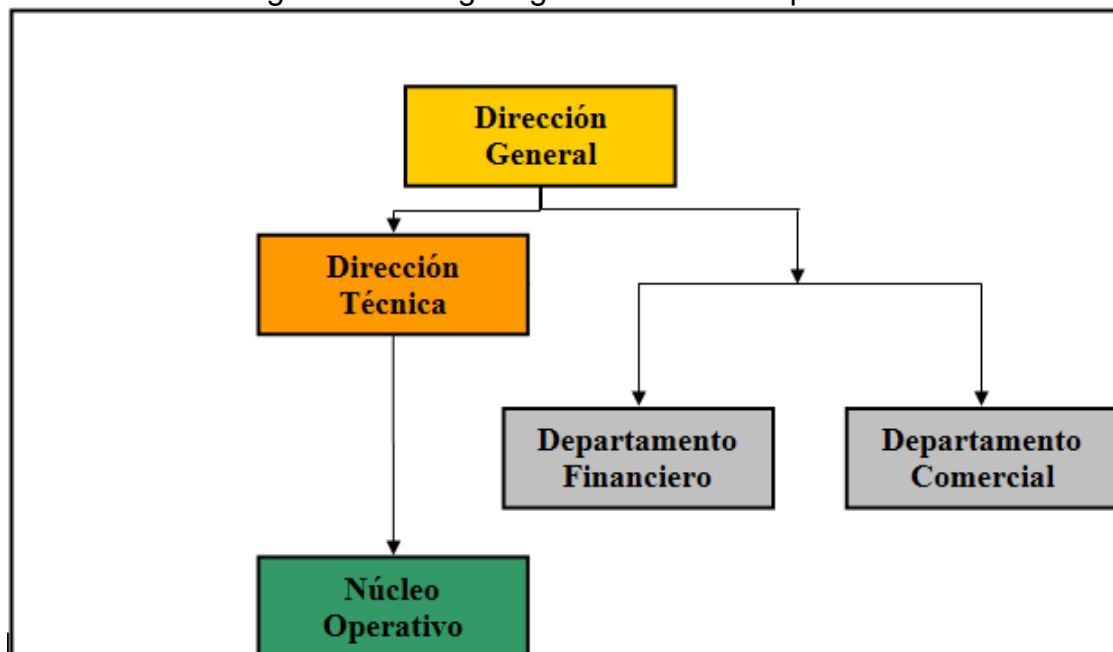 Dirección
General
Dirección
Técnica
Departamento
Financiero
Departamento
Comercial
Núcleo
Operativo